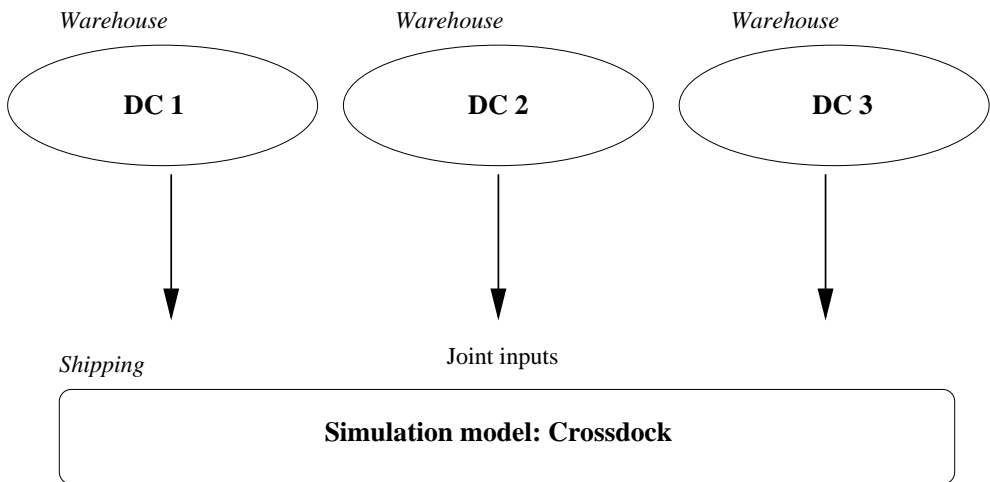 Warehouse Warehouse Warehouse
DC 1 DC 2 DC 3
Joint inputs
Shipping
Simulation model: Crossdock